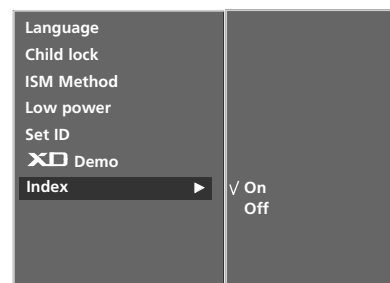 Language
Child lock
ISM Method
Low power
Set ID
XD Demo
Index ► √ On
Off